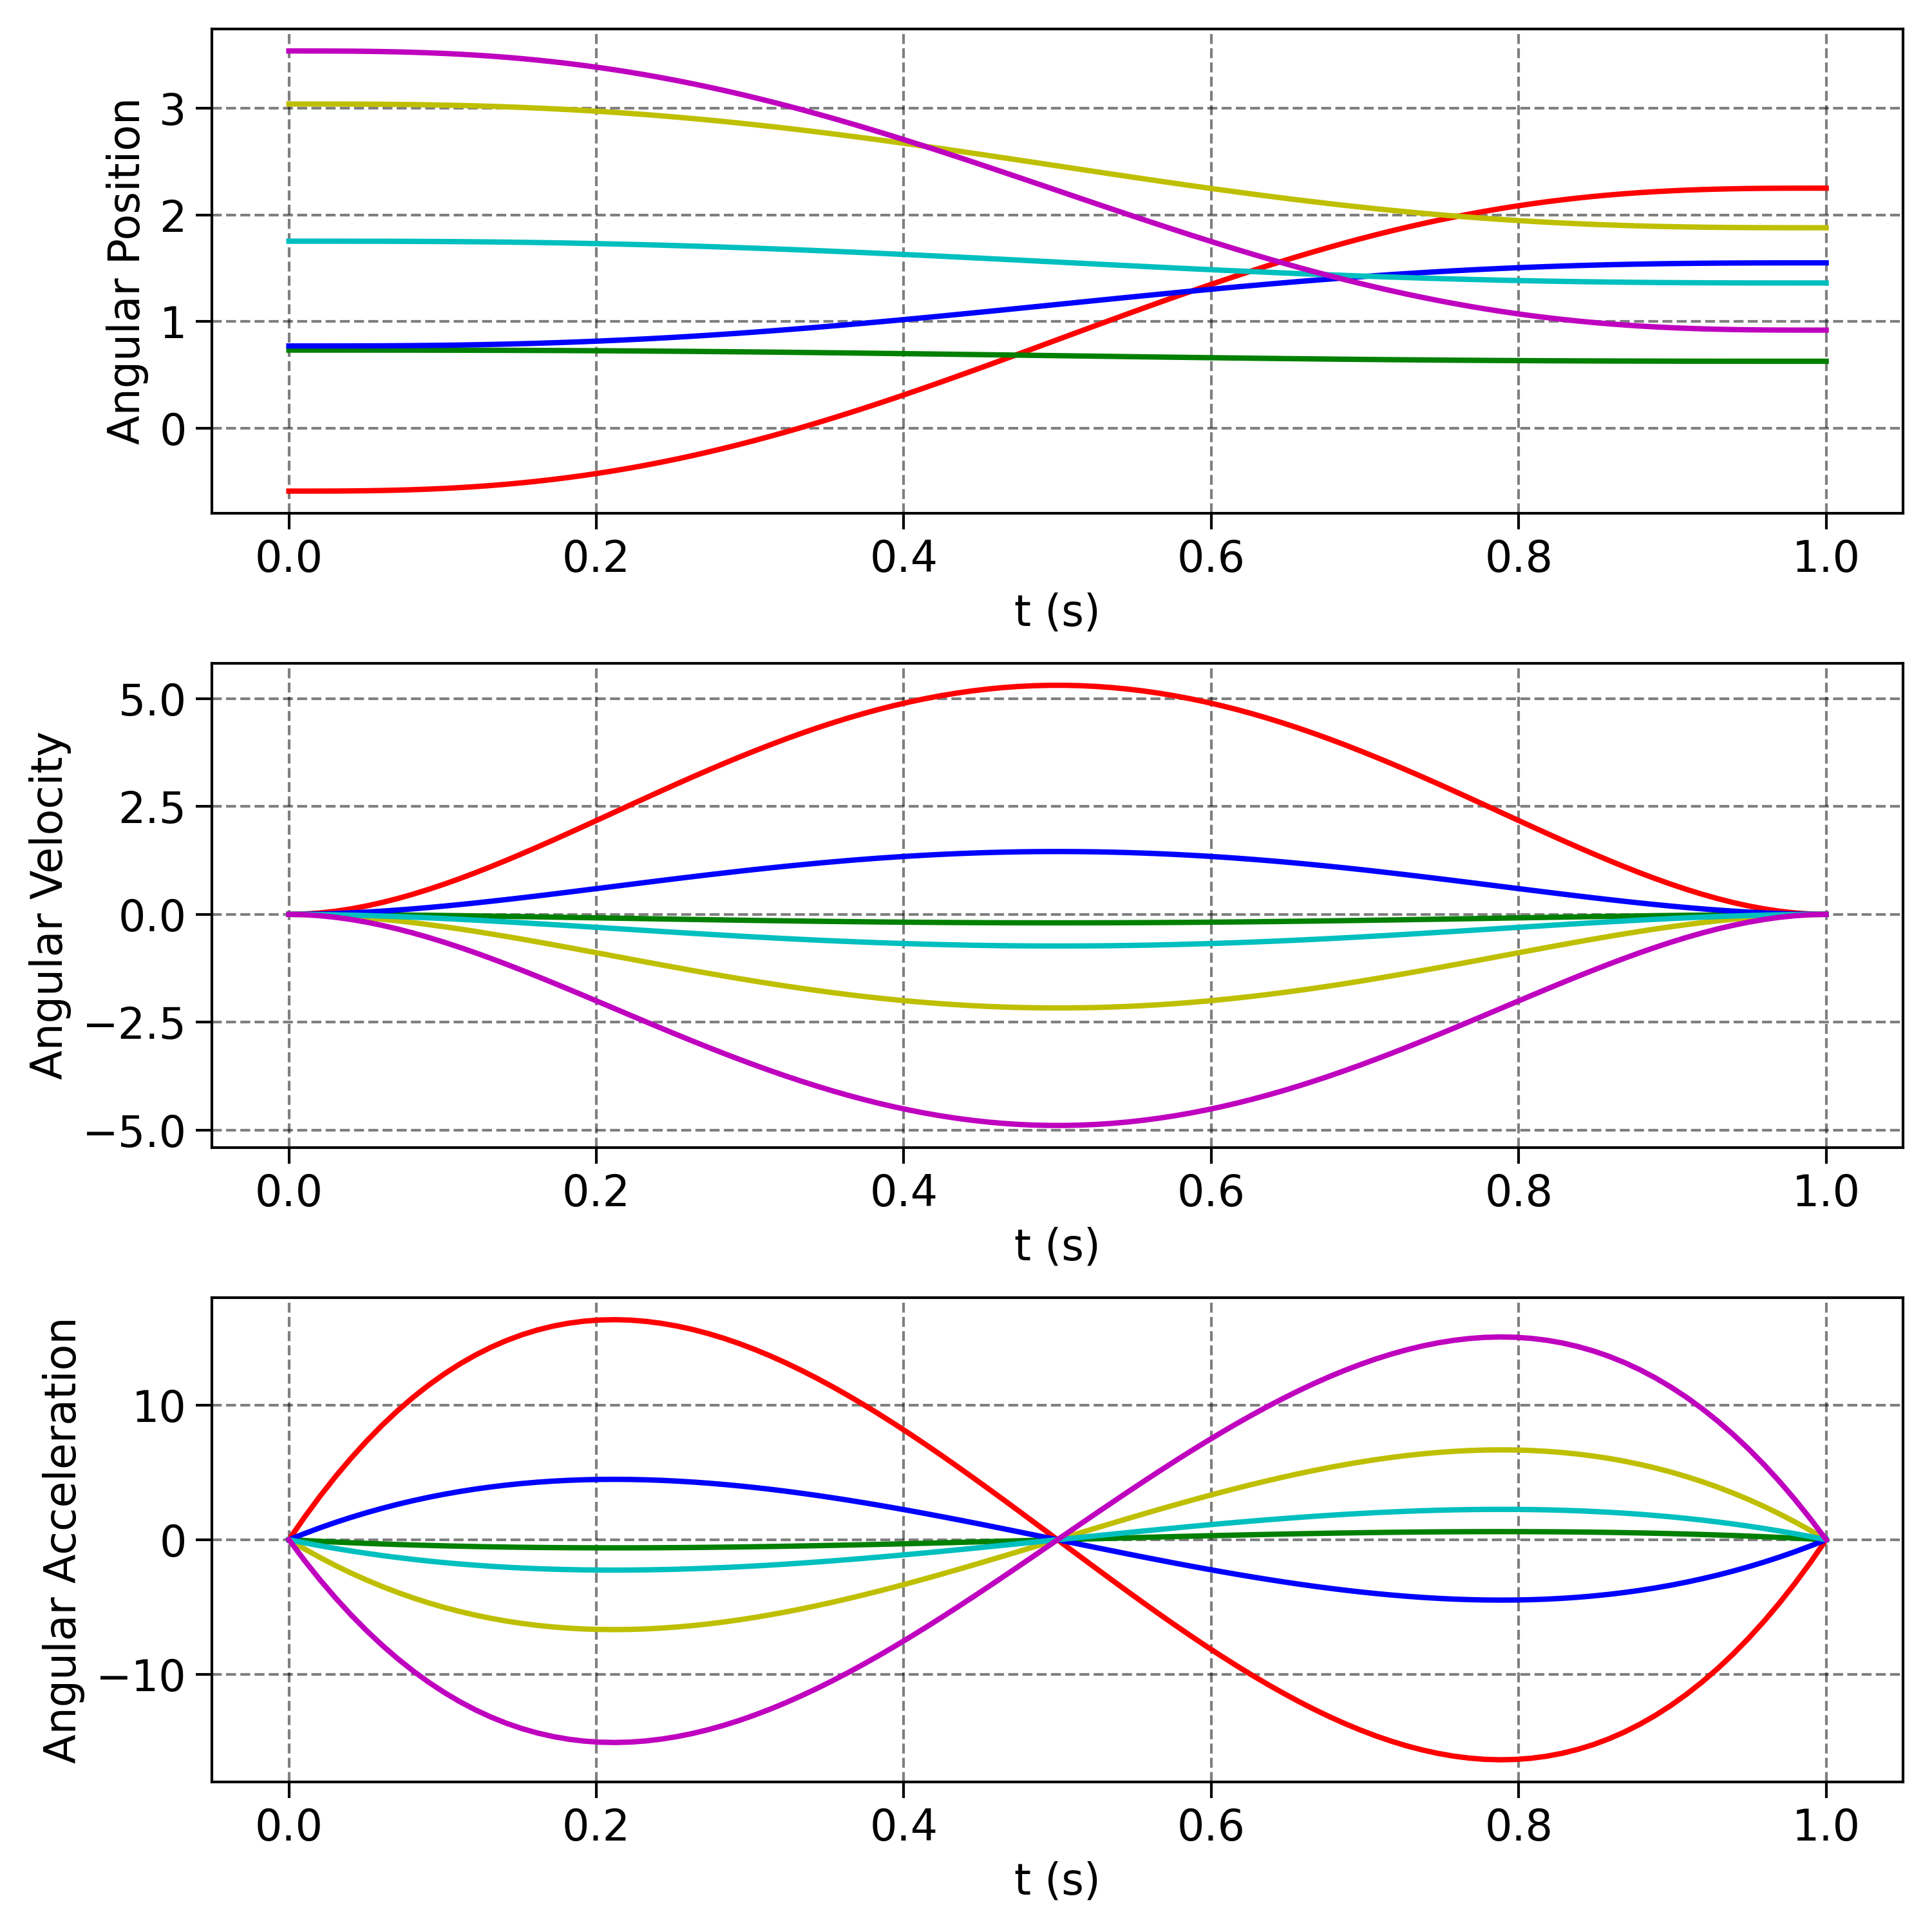 Angular Position
3
2
1
0
0.0 0.2 0.4 0.6 0.8 1.0
t (s)
Angular Velocity
5.0
2.5
0.0
−2.5
−5.0
0.0 0.2 0.4 0.6 0.8 1.0
t (s)
Angular Acceleration
10
0
−10
0.0 0.2 0.4 0.6 0.8 1.0
t (s)